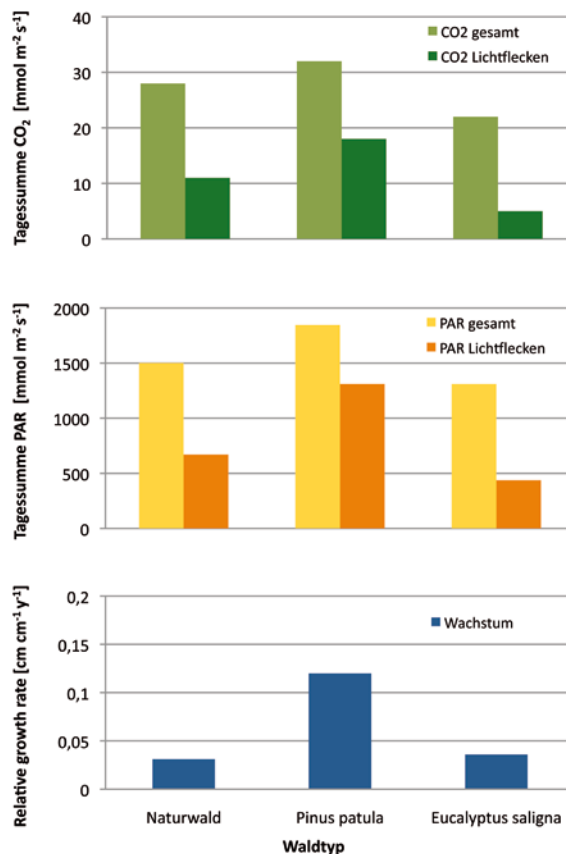 Tagessumme CO₂ [mmol m⁻² s⁻¹]
40
30
20
10
0
CO2 gesamt
CO2 Lichtflecken
Tagessumme PAR [mmol m⁻² s⁻¹]
2000
1500
1000
500
0
PAR gesamt
PAR Lichtflecken
Relative growth rate [cm cm⁻¹ y⁻¹]
0,2
0,15
0,1
0,05
0
Wachstum
Naturwald Pinus patula Eucalyptus saligna
Waldtyp